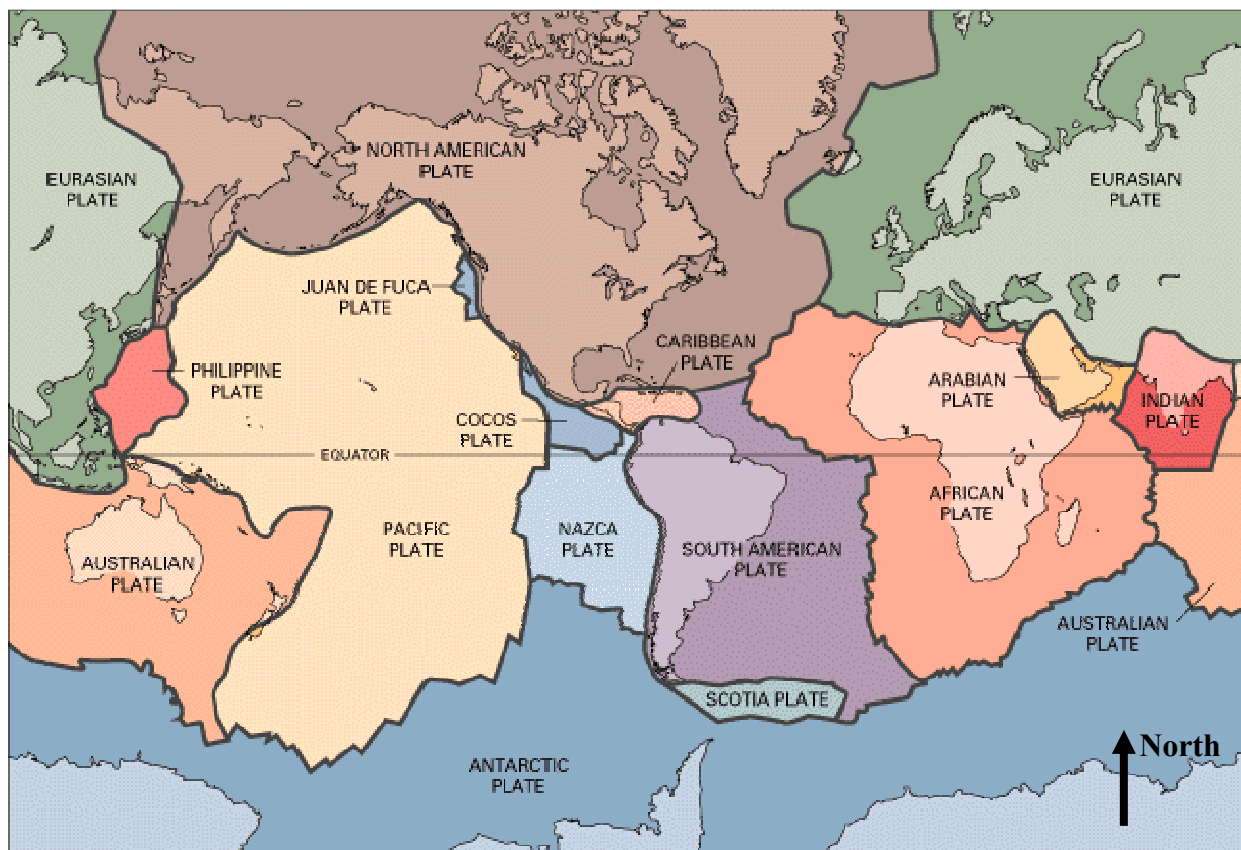 NORTH AMERICAN
PLATE
EURASIAN
PLATE
EURASIAN
PLATE
JUAN DE FUCA
PLATE
CARIBBEAN
PLATE
PHILIPPINE
PLATE
ARABIAN
PLATE
INDIAN
PLATE
COCOS
PLATE
EQUATOR
AFRICAN
PLATE
PACIFIC
PLATE
NAZCA
PLATE
SOUTH AMERICAN
PLATE
AUSTRALIAN
PLATE
AUSTRALIAN
PLATE
SCOTIA PLATE
North
ANTARCTIC
PLATE